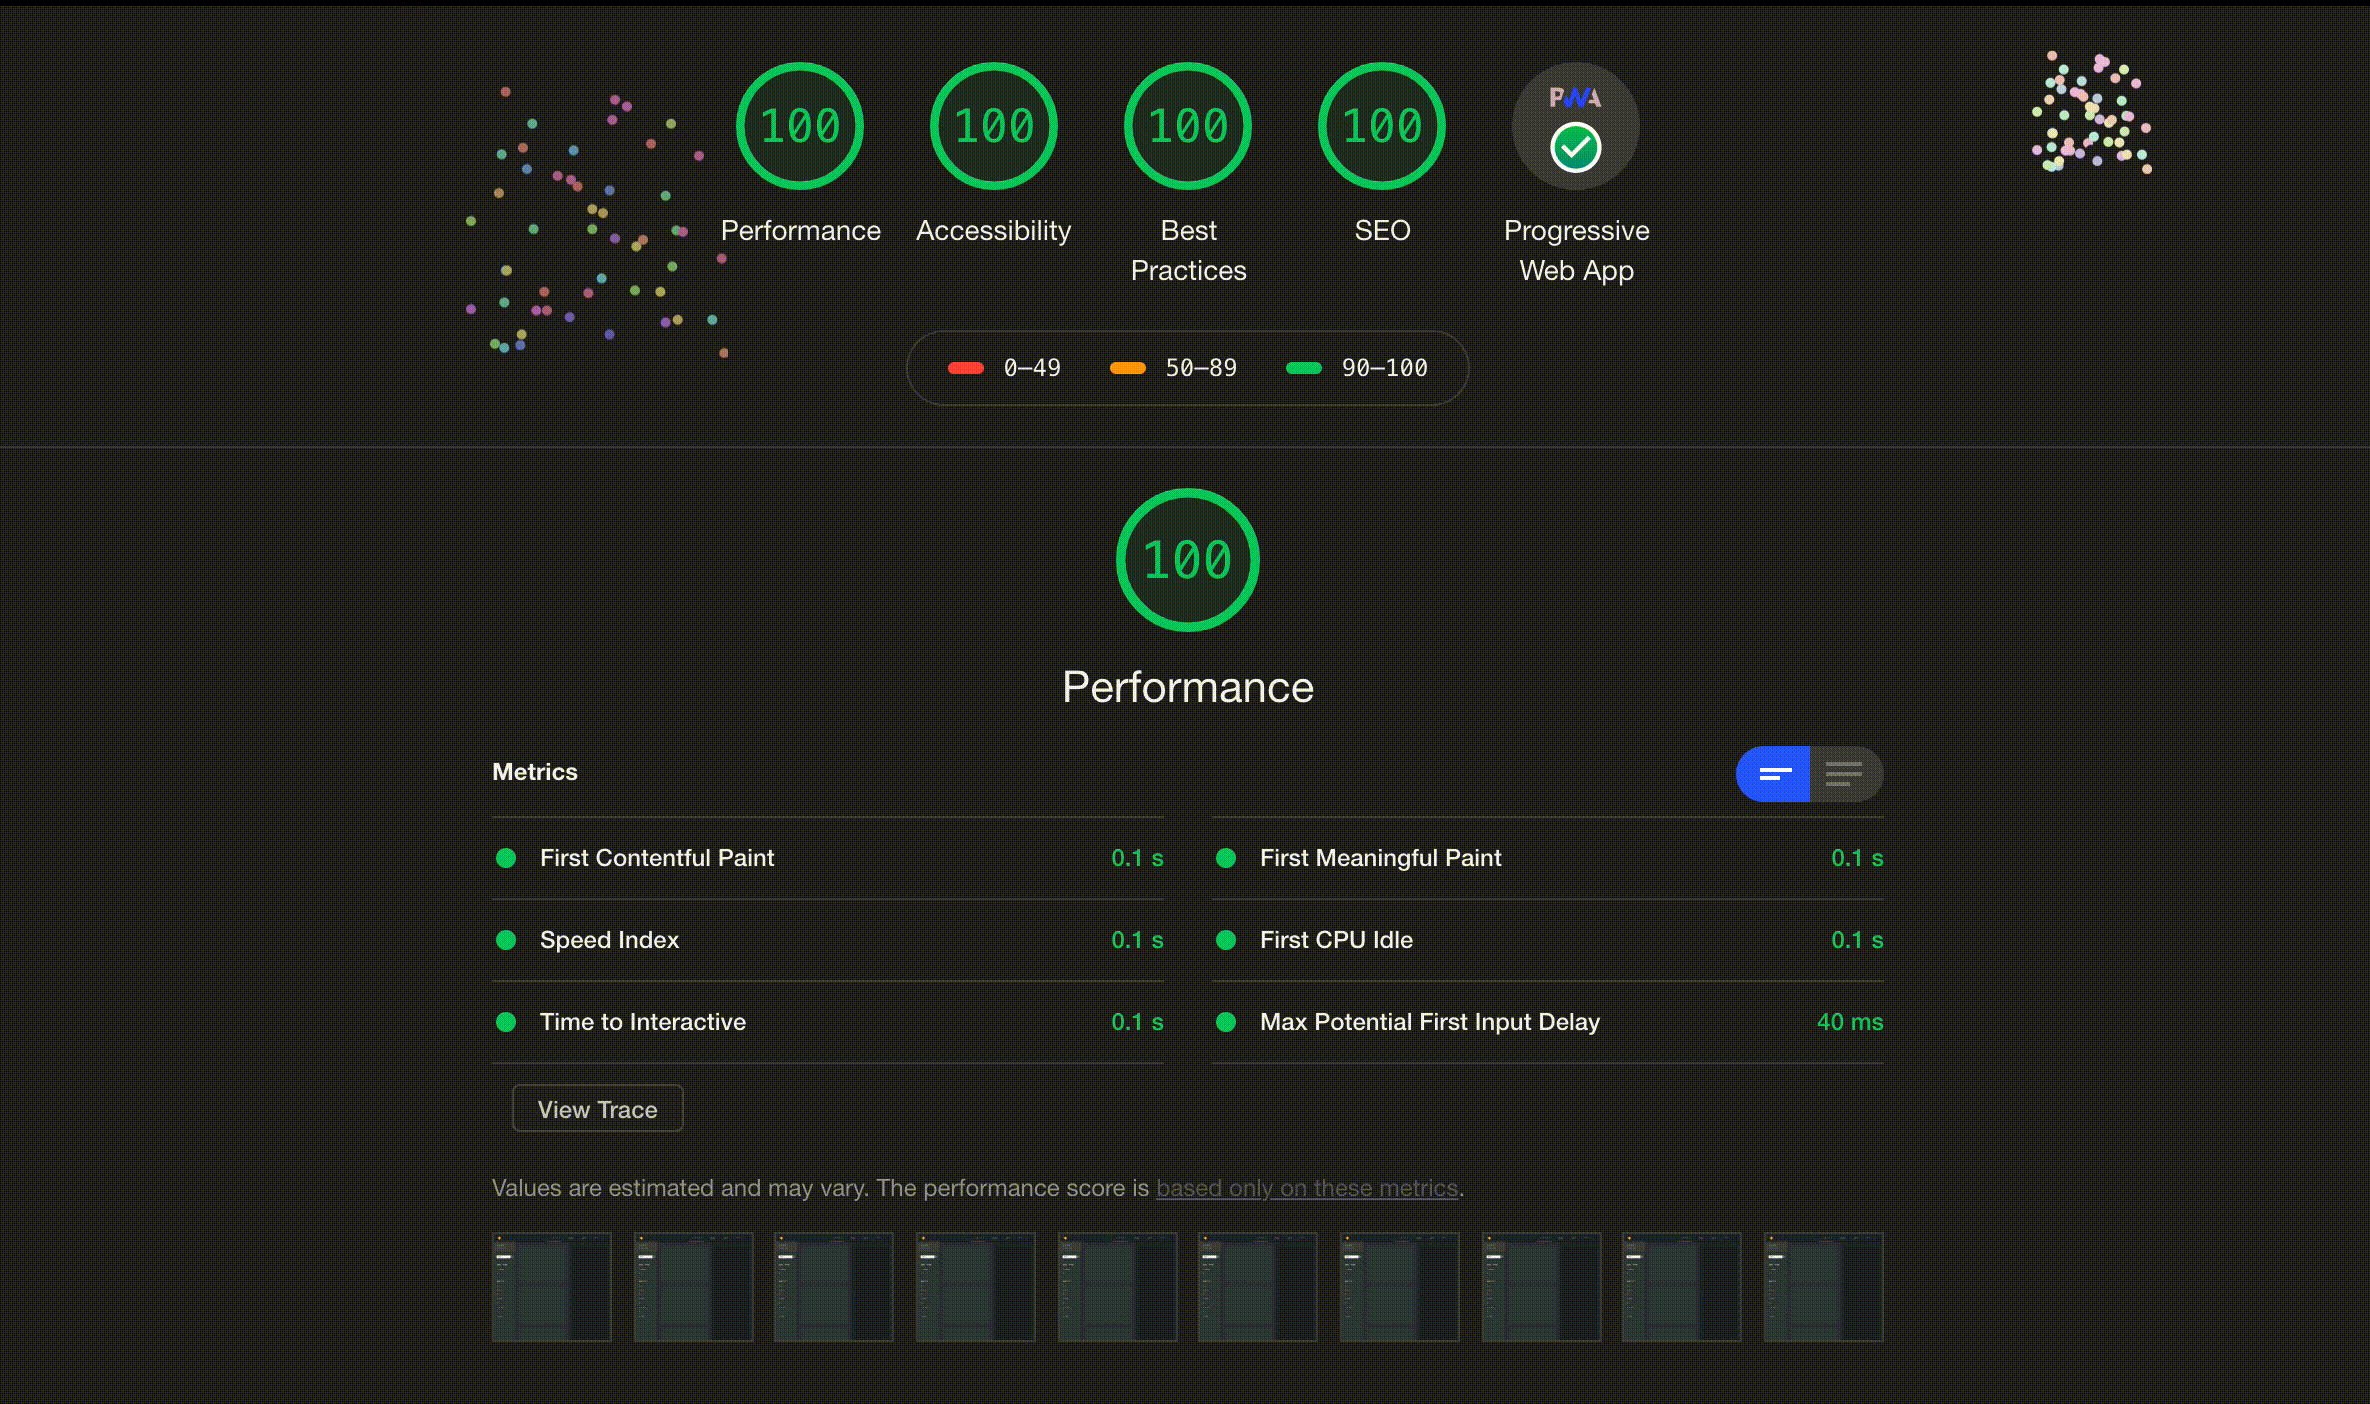 100
100
100
100
PWA
Performance
Accessibility
Best
Practices
SEO
Progressive
Web App
0–49
50–89
90–100
100
Performance
Metrics
First Contentful Paint 0.1 s
First Meaningful Paint 0.1 s
Speed Index 0.1 s
First CPU Idle 0.1 s
Time to Interactive 0.1 s
Max Potential First Input Delay 40 ms
View Trace
Values are estimated and may vary. The performance score is based only on these metrics.